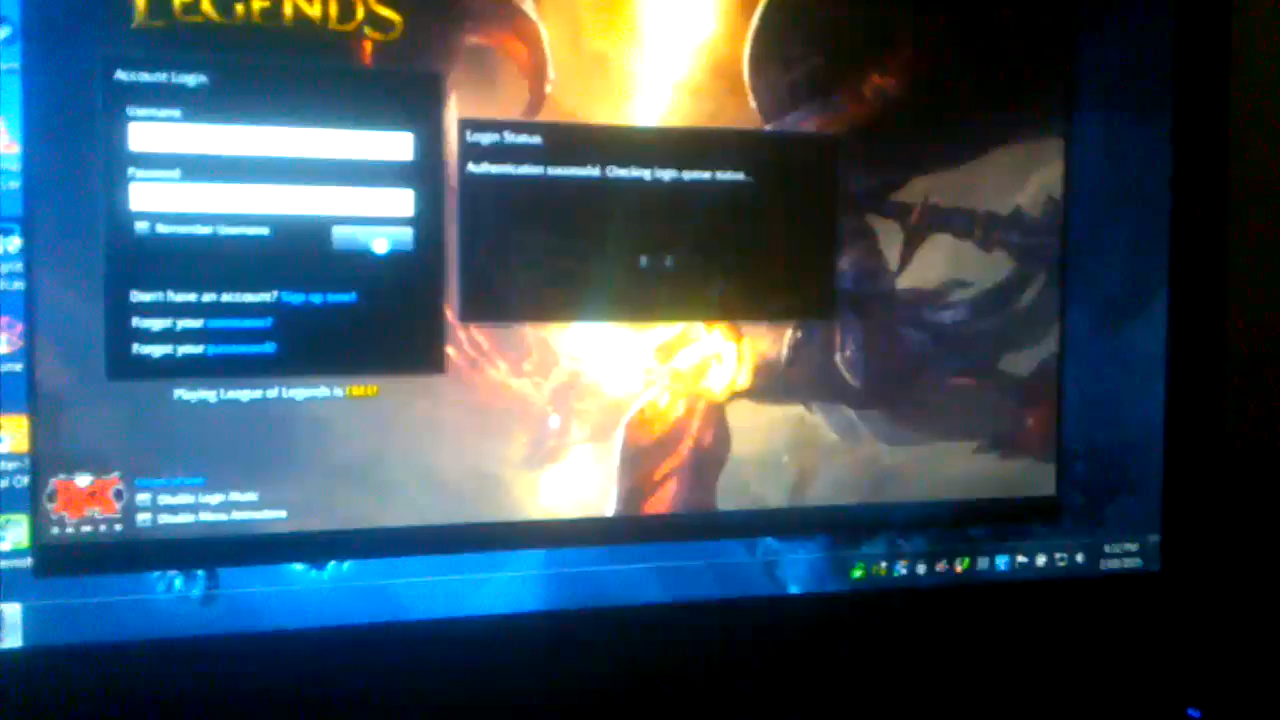 LEGENDS
Account Login
Username
Password
Remember Username
Don't have an account? Sign up now!
Forgot your username?
Forgot your password?
Playing League of Legends is FREE!
Login Status
Authentication successful. Checking login queue status...
Disable Login Music
Disable Menu Animations